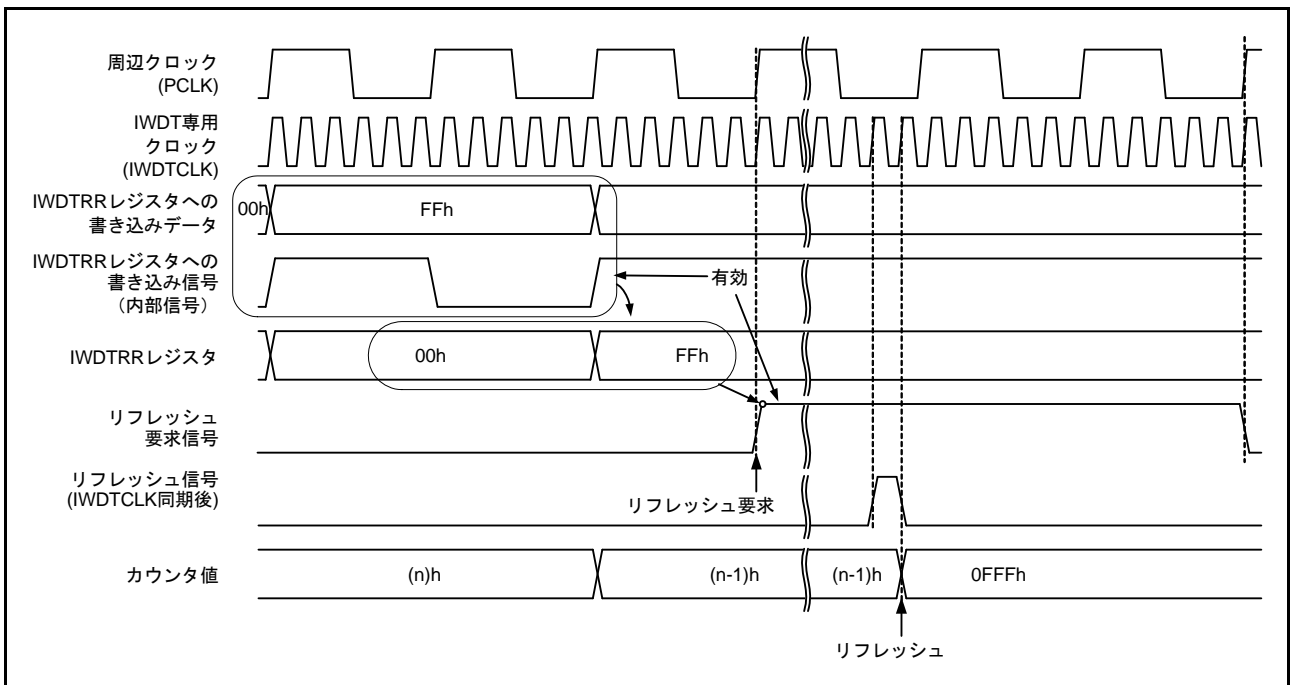 周辺クロック
(PCLK)
IWDT専用
クロック
(IWDTCLK)
IWDTRRレジスタへの
書き込みデータ
00h
FFh
IWDTRRレジスタへの
書き込み信号
（内部信号）
有効
IWDTRRレジスタ
00h
FFh
リフレッシュ
要求信号
リフレッシュ要求
リフレッシュ信号
(IWDTCLK同期後)
カウンタ値
(n)h
(n-1)h
(n-1)h
0FFFh
リフレッシュ